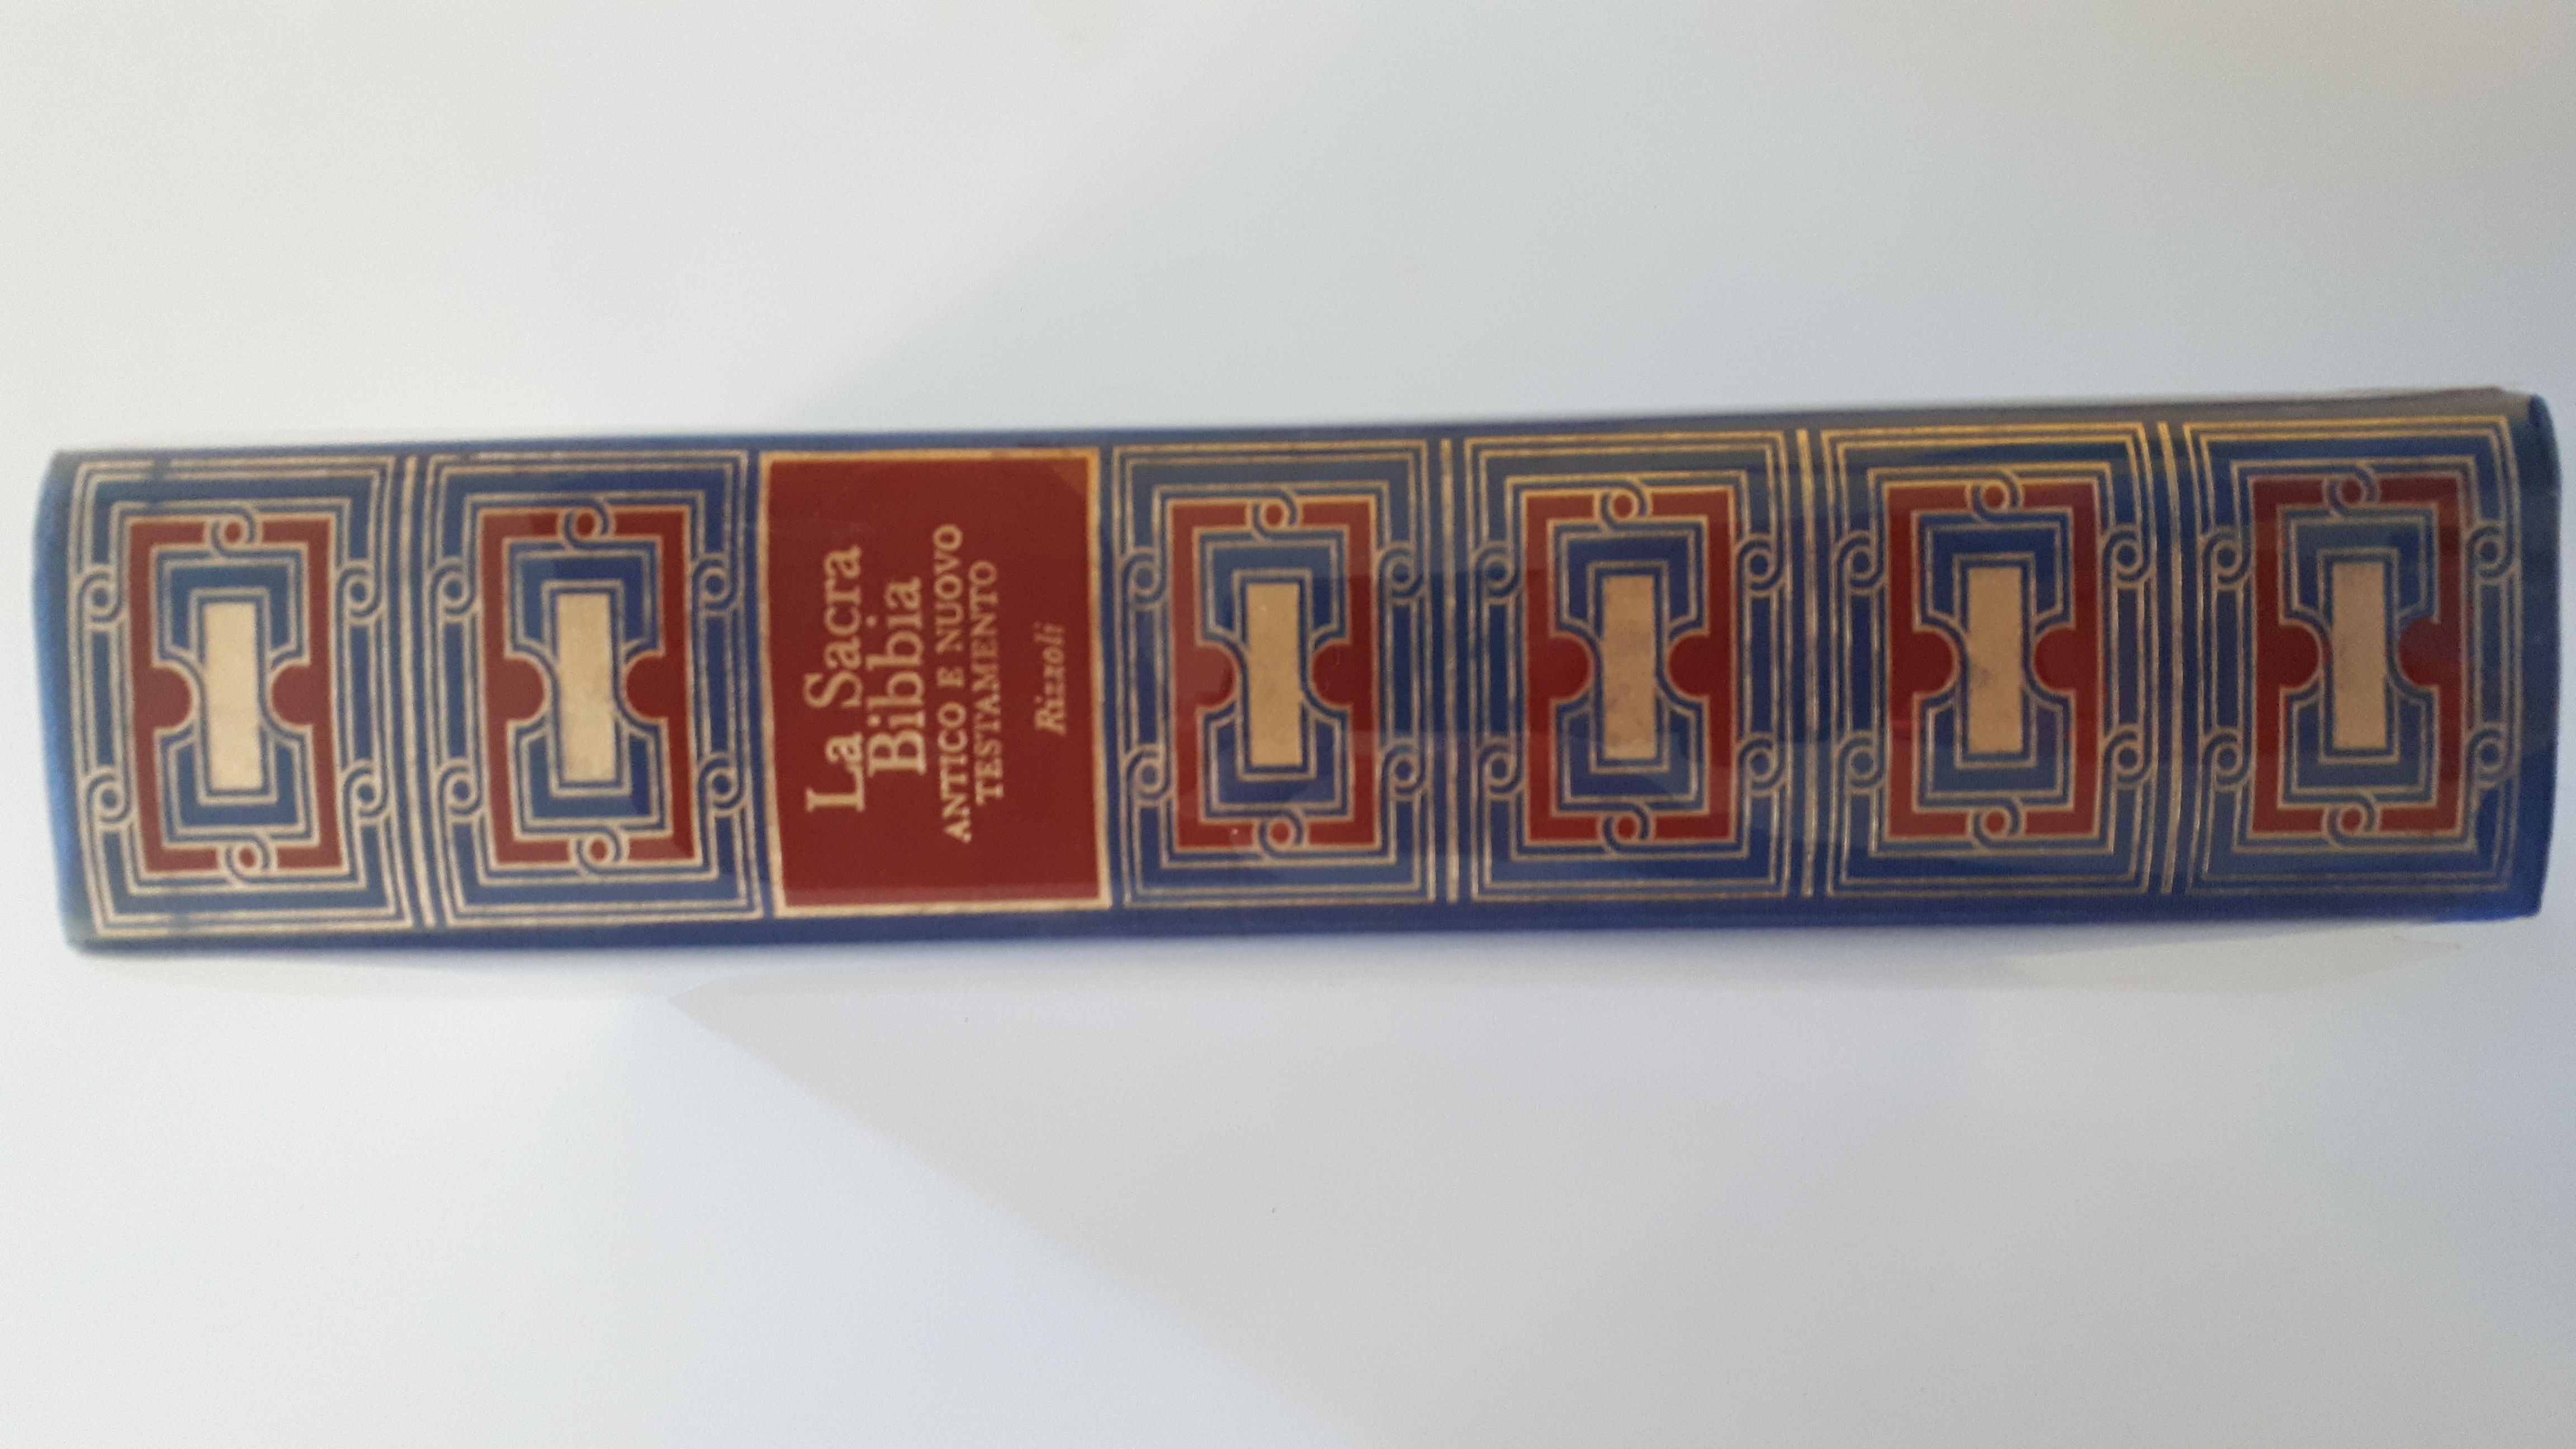 La Sacra
Bibbia
ANTICO E NUOVO
TESTAMENTO
Rizzoli